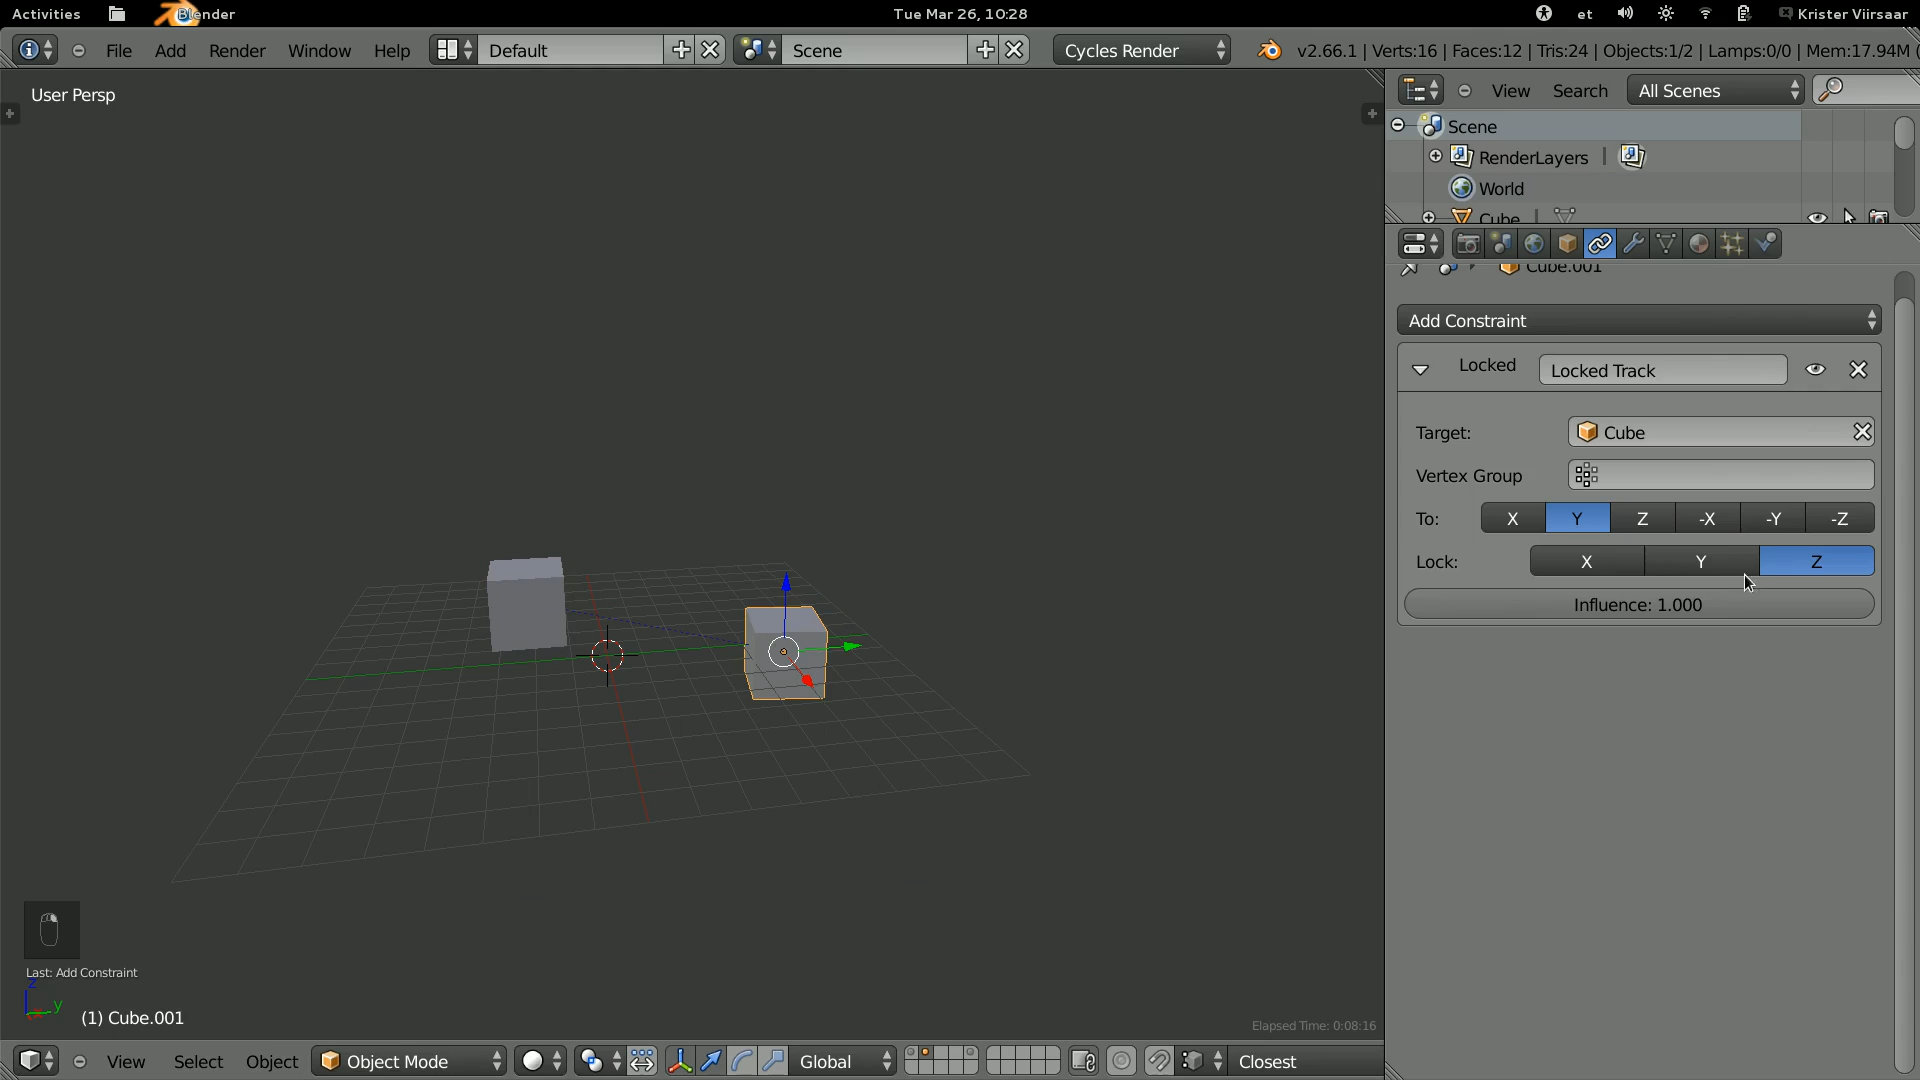 Activities Blender Tue Mar 26, 10:28 et Krister Viirsaar
File Add Render Window Help Default Scene Cycles Render v2.66.1 | Verts:16 | Faces:12 | Tris:24 | Objects:1/2 | Lamps:0/0 | Mem:17.94M (
User Persp
View Search All Scenes
Scene
RenderLayers
World
Cube
Cube.001
Add Constraint
Locked Locked Track
Target: Cube
Vertex Group
To: X Y Z -X -Y -Z
Lock: X Y Z
Influence: 1.000
Last: Add Constraint
z
y
x
(1) Cube.001
Elapsed Time: 0:08:16
View Select Object Object Mode Global Closest